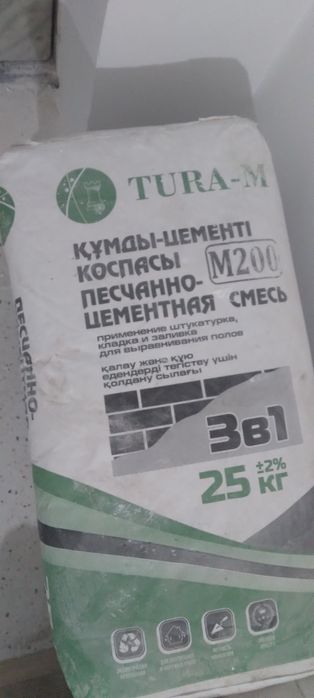 TURA-M
ҚҰМДЫ-ЦЕМЕНТІ
ҚОСПАСЫ М200
ПЕСЧАННО-
ЦЕМЕНТНАЯ СМЕСЬ
применение штукатурка,
кладка и заливка
для выравнивания полов
қалау және құю
едендерді тегістеу үшін
қолдану сылағы
3в1
25 кг ±2%
ПЕСЧАННО-